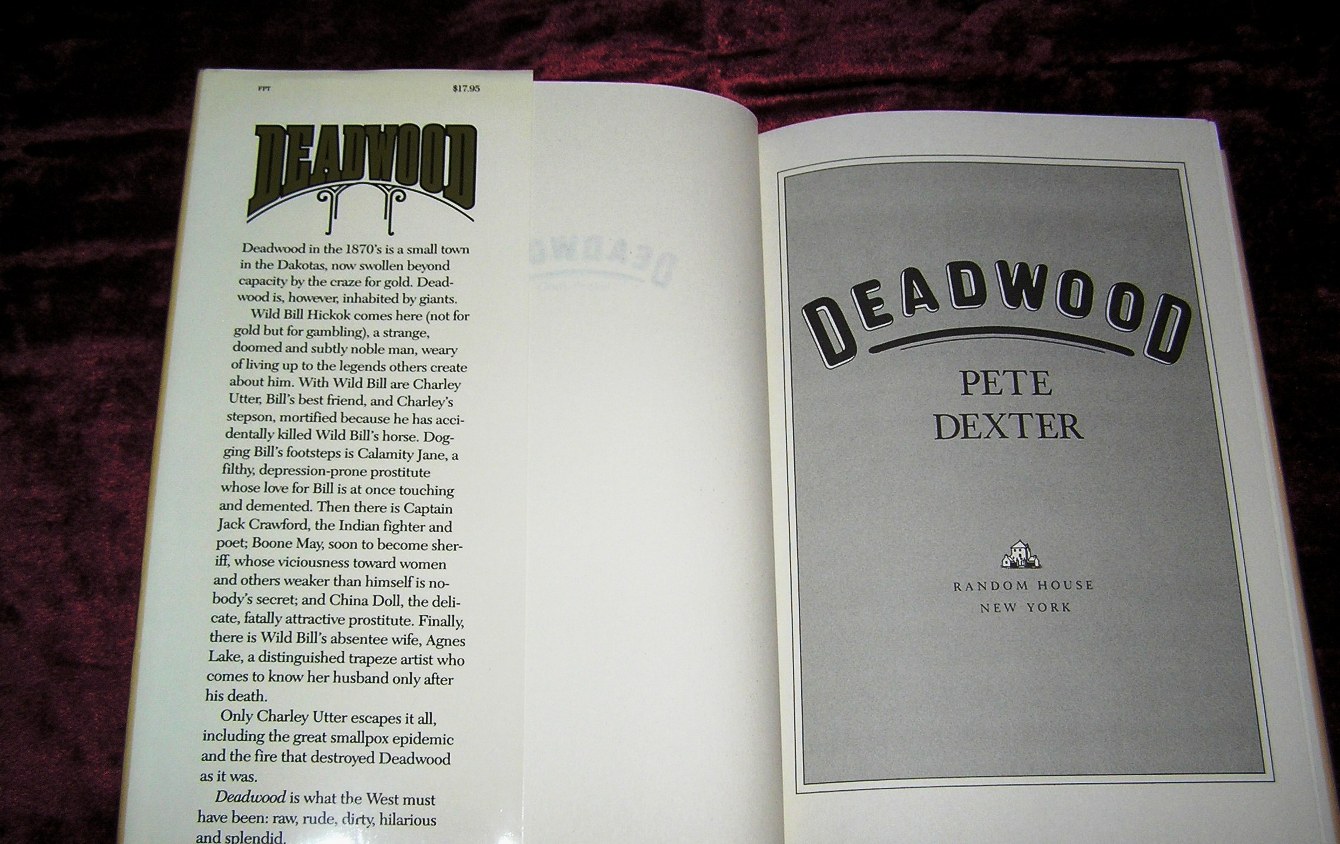 FPT $17.95
DEADWOOD
Deadwood in the 1870's is a small town
in the Dakotas, now swollen beyond
capacity by the craze for gold. Dead-
wood is, however, inhabited by giants.
Wild Bill Hickok comes here (not for
gold but for gambling), a strange,
doomed and subtly noble man, weary
of living up to the legends others create
about him. With Wild Bill are Charley
Utter, Bill's best friend, and Charley's
stepson, mortified because he has acci-
dentally killed Wild Bill's horse. Dog-
ging Bill's footsteps is Calamity Jane, a
filthy, depression-prone prostitute
whose love for Bill is at once touching
and demented. Then there is Captain
Jack Crawford, the Indian fighter and
poet; Boone May, soon to become sher-
iff, whose viciousness toward women
and others weaker than himself is no-
body's secret; and China Doll, the deli-
cate, fatally attractive prostitute. Finally,
there is Wild Bill's absentee wife, Agnes
Lake, a distinguished trapeze artist who
comes to know her husband only after
his death.
Only Charley Utter escapes it all,
including the great smallpox epidemic
and the fire that destroyed Deadwood
as it was.
Deadwood is what the West must
have been: raw, rude, dirty, hilarious
and splendid.
DEADWOOD
DEADWOOD
PETE
DEXTER
RANDOM HOUSE
NEW YORK